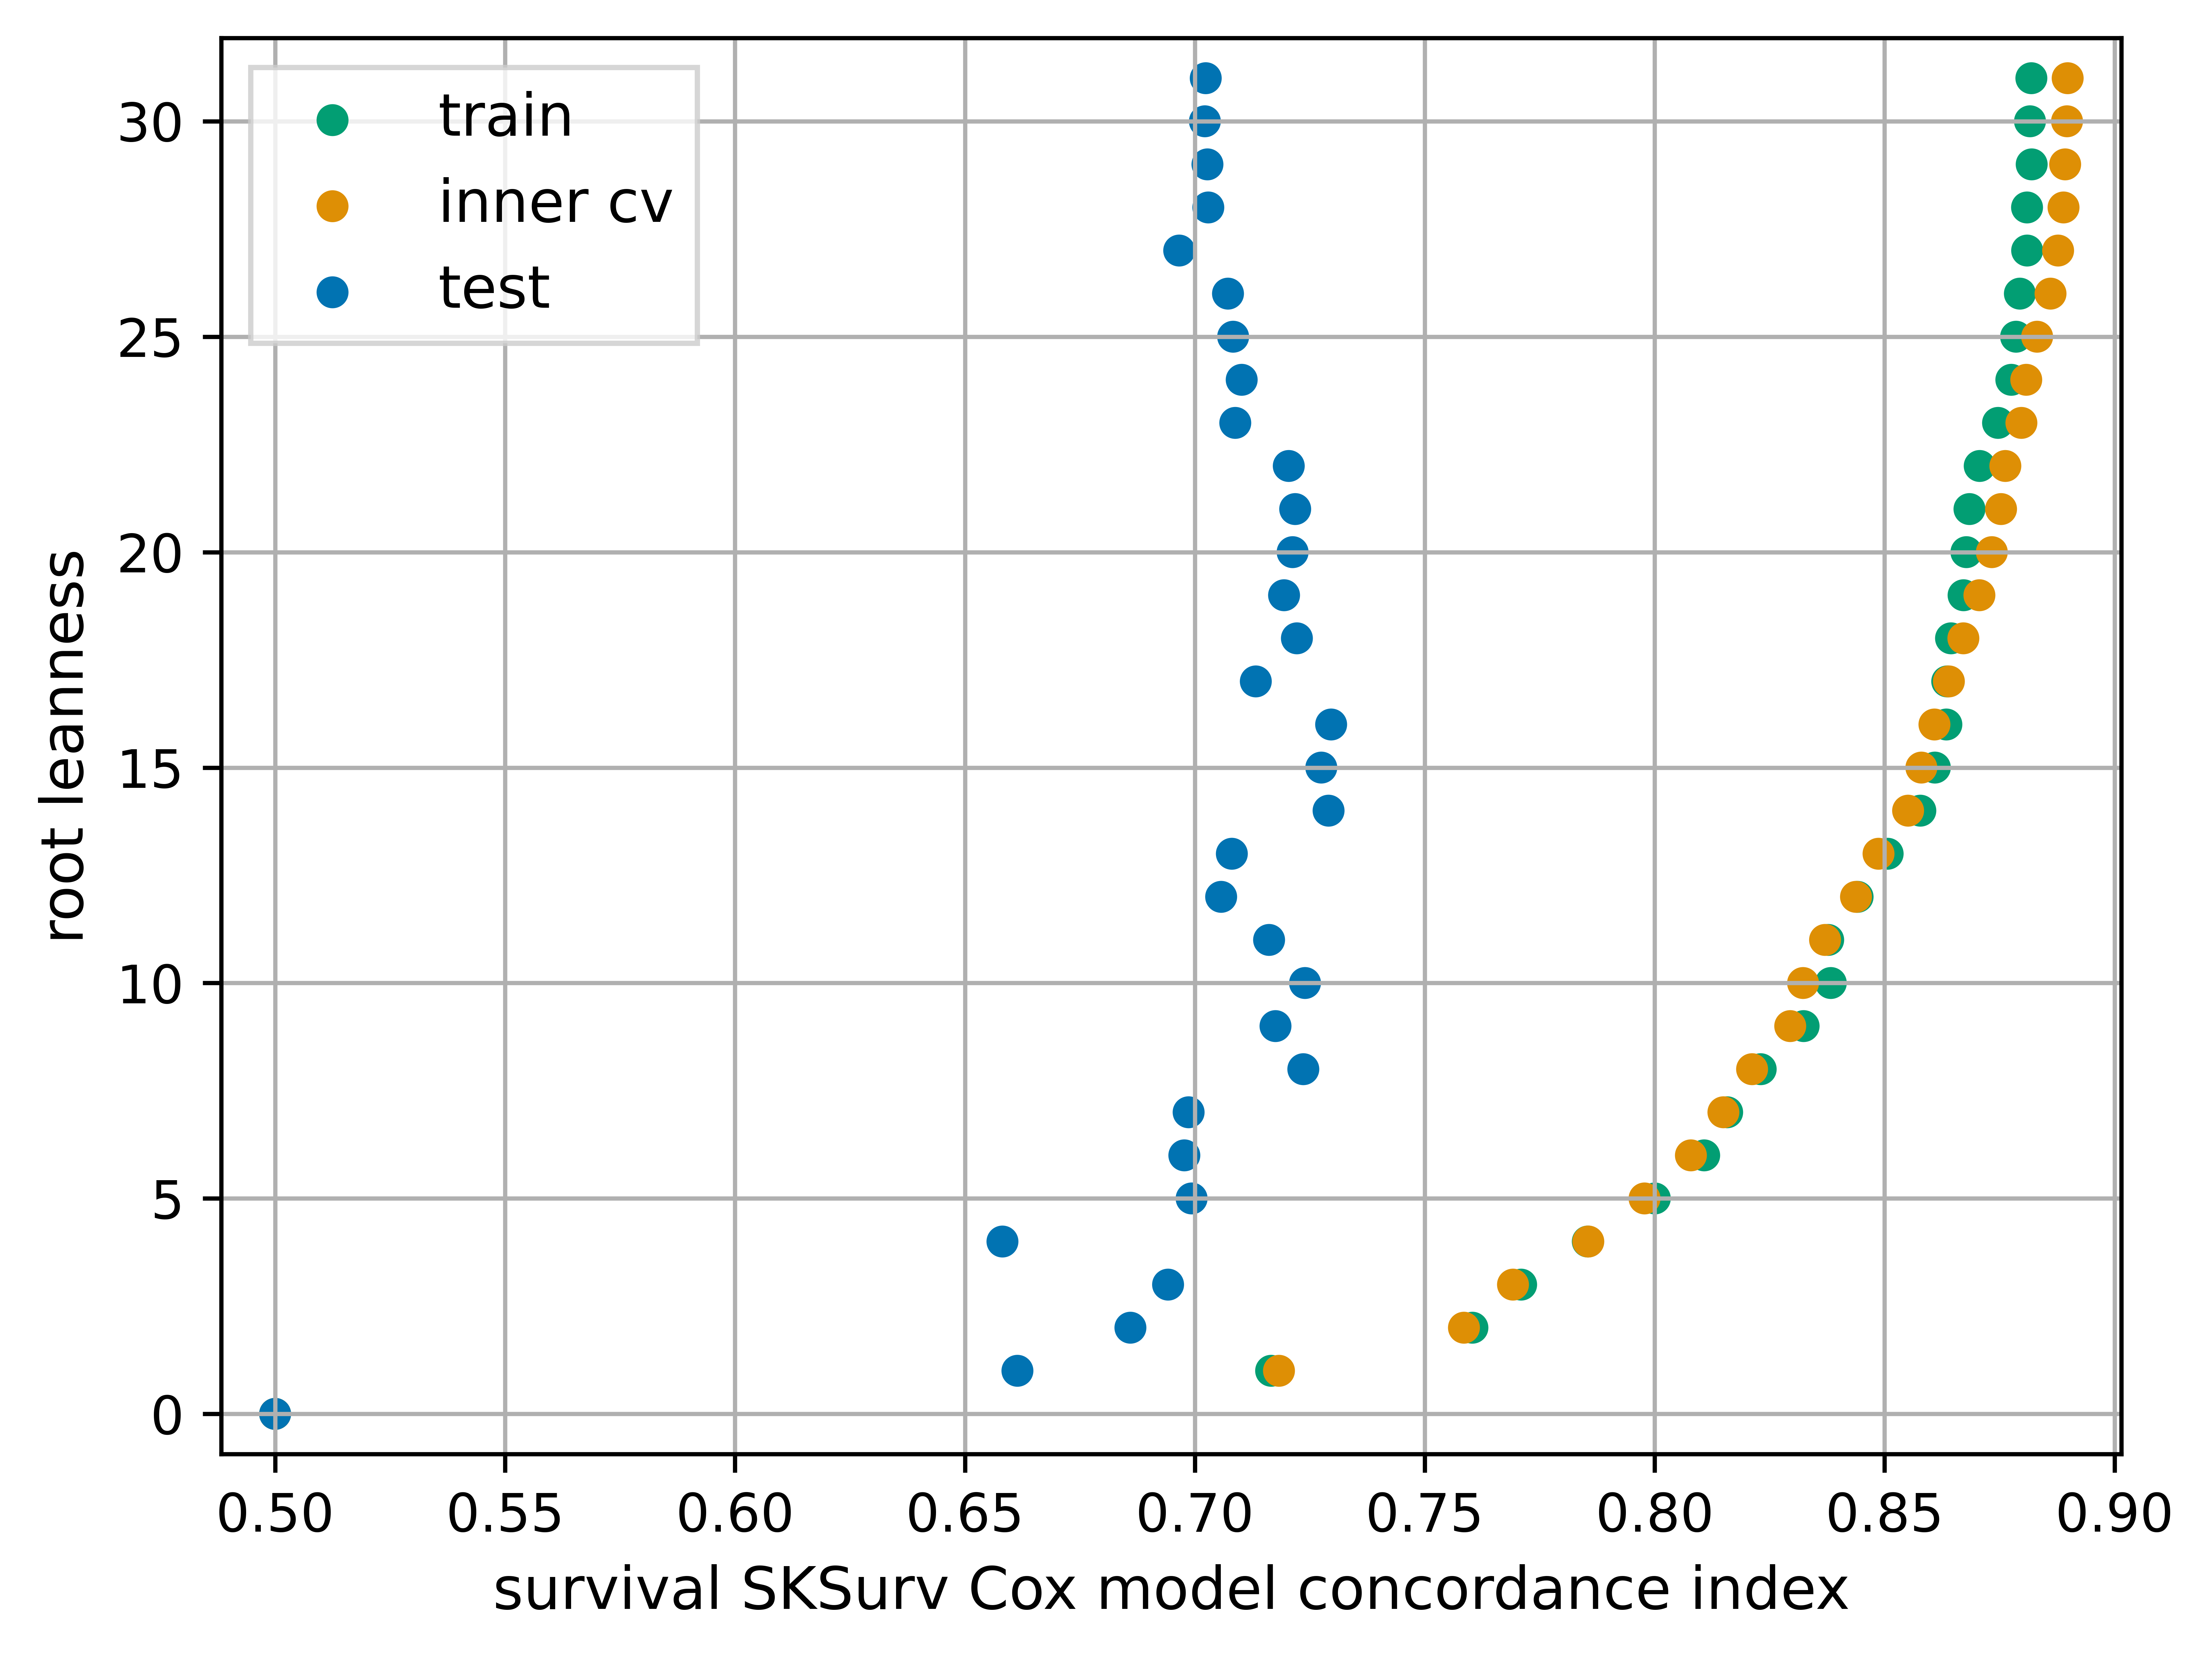 train
inner cv
test
30
25
20
15
10
5
0
root leanness
0.50 0.55 0.60 0.65 0.70 0.75 0.80 0.85 0.90
survival SKSurv Cox model concordance index